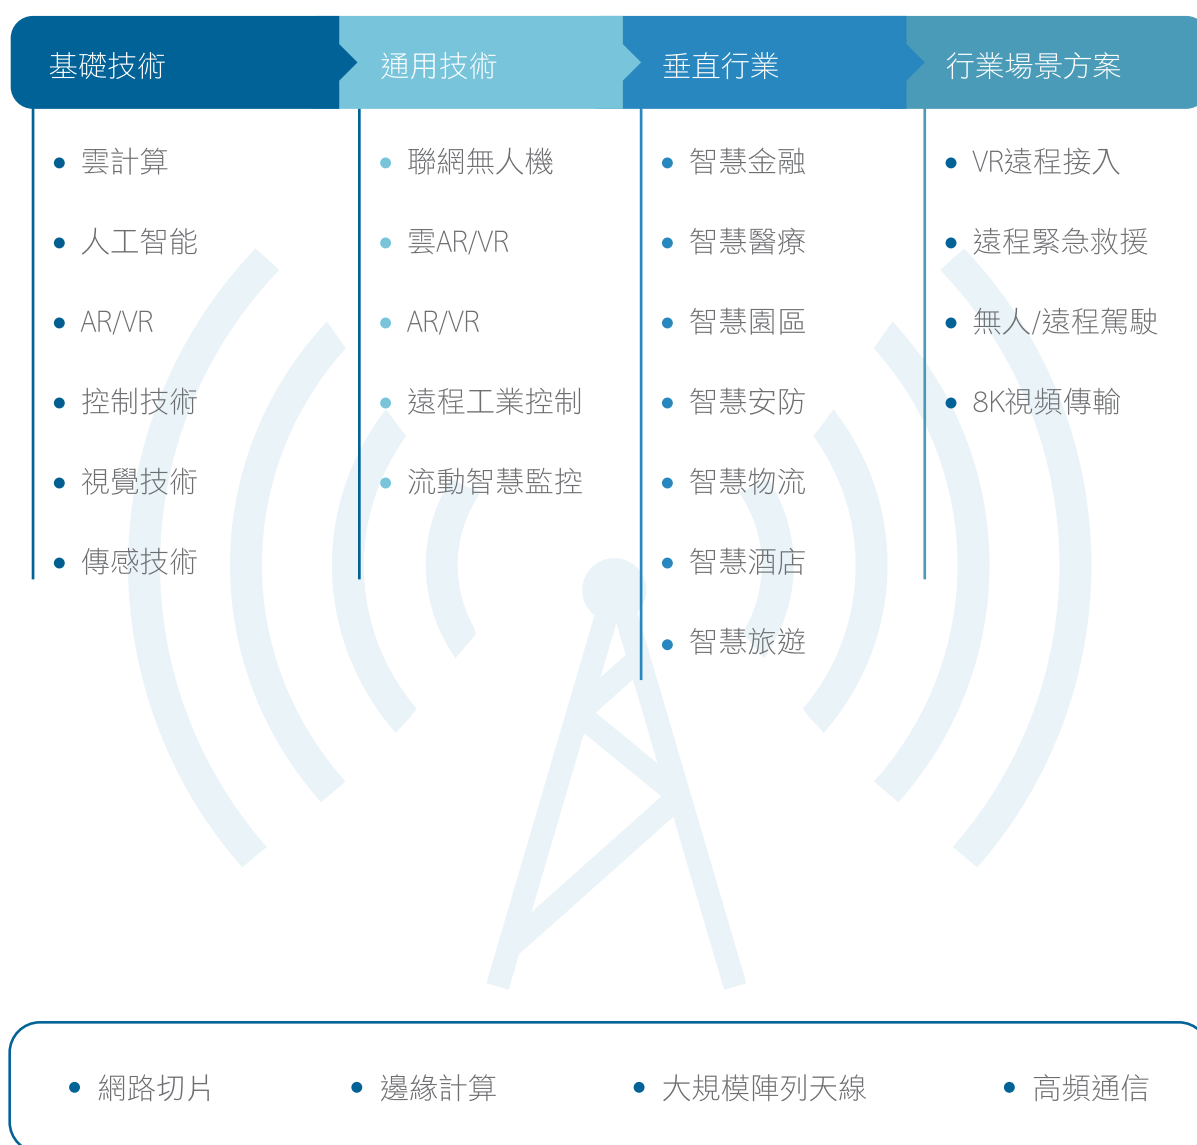 基礎技術
雲計算
人工智能
AR/VR
控制技術
視覺技術
傳感技術
通用技術
聯網無人機
雲AR/VR
AR/VR
遠程工業控制
流動智慧監控
垂直行業
智慧金融
智慧醫療
智慧園區
智慧安防
智慧物流
智慧酒店
智慧旅遊
行業場景方案
VR遠程接入
遠程緊急救援
無人/遠程駕駛
8K視頻傳輸
網路切片
邊緣計算
大規模陣列天線
高頻通信